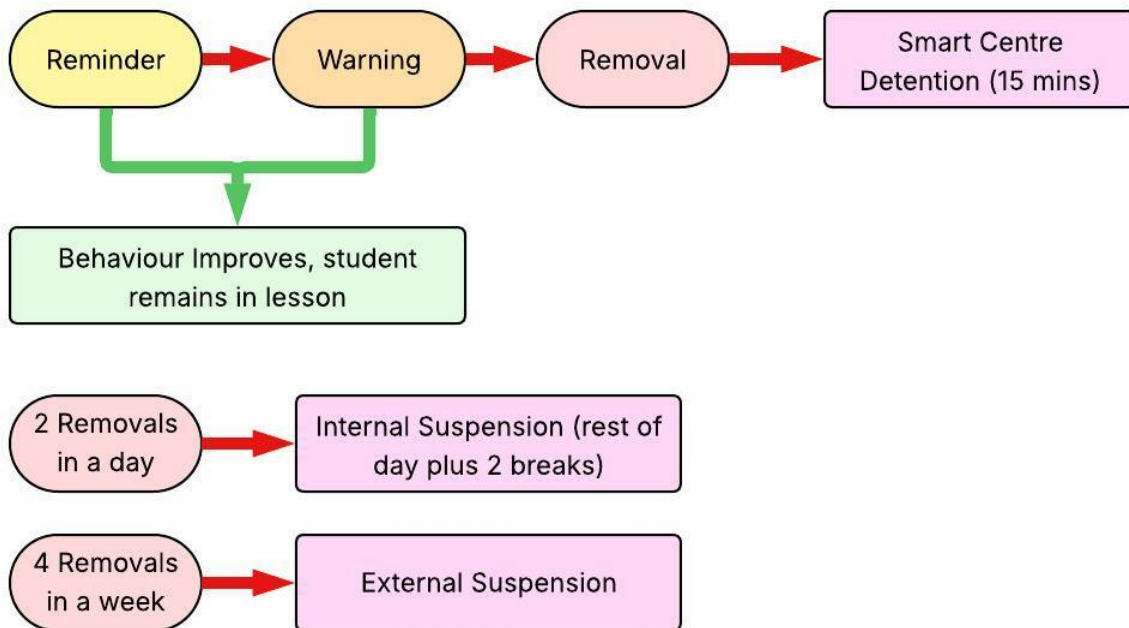 Reminder
Warning
Removal
Smart Centre
Detention (15 mins)
Behaviour Improves, student
remains in lesson
2 Removals
in a day
Internal Suspension (rest of
day plus 2 breaks)
4 Removals
in a week
External Suspension